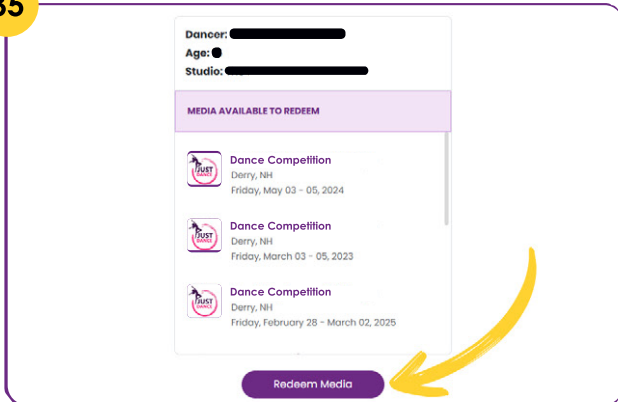 35
Dancer:
Age:
Studio:
MEDIA AVAILABLE TO REDEEM
JUST
DANCE
Dance Competition
Derry, NH
Friday, May 03 - 05, 2024
JUST
DANCE
Dance Competition
Derry, NH
Friday, March 03 - 05, 2023
JUST
DANCE
Dance Competition
Derry, NH
Friday, February 28 - March 02, 2025
Redeem Media